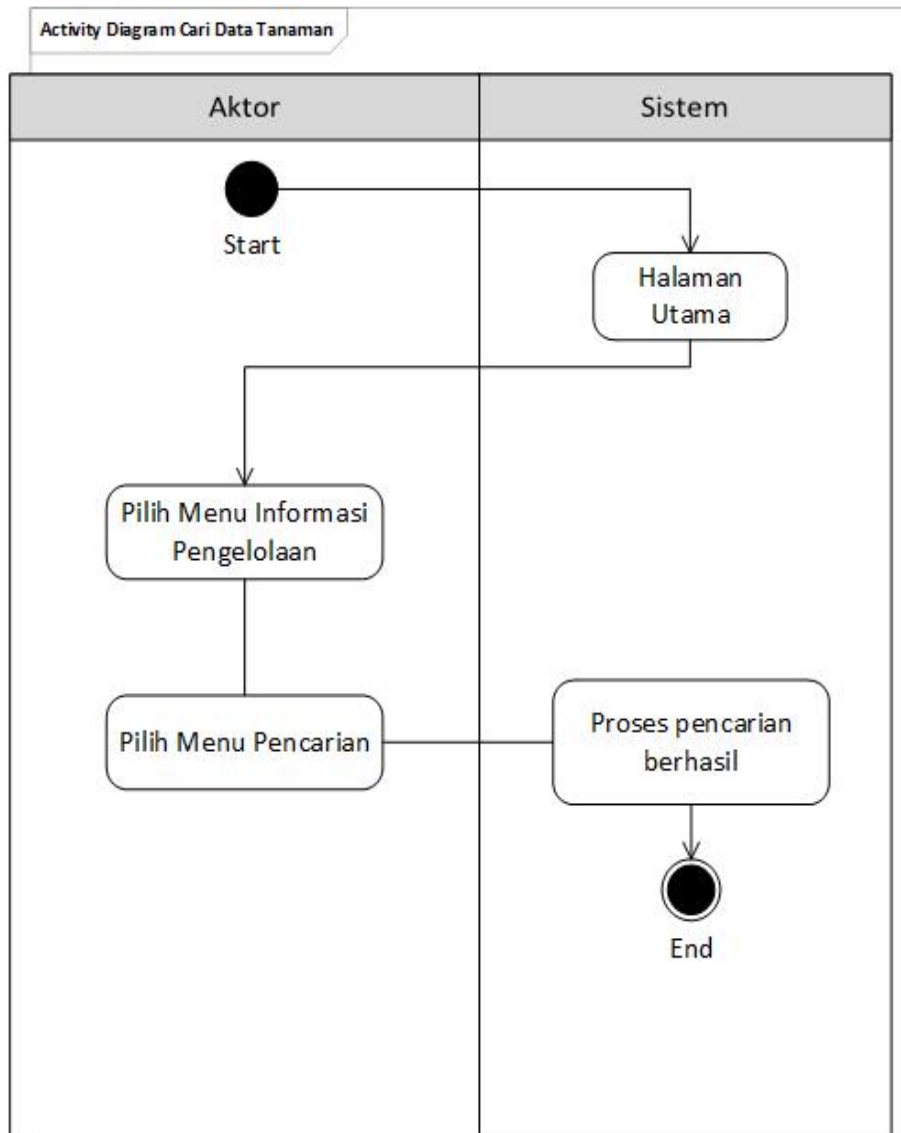 Activity Diagram Cari Data Tanaman
Aktor
Sistem
Start
Halaman
Utama
Pilih Menu Informasi
Pengelolaan
Pilih Menu Pencarian
Proses pencarian
berhasil
End